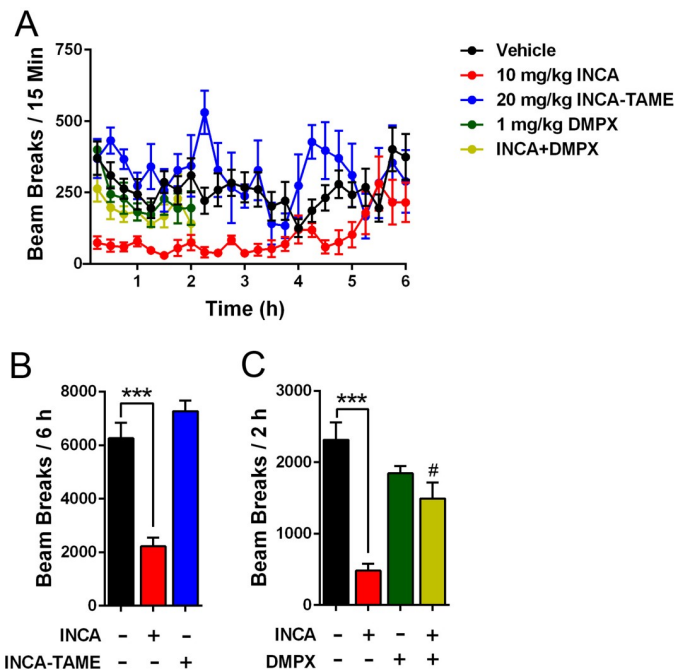 A
750
500
250
0
Beam Breaks / 15 Min
1 2 3 4 5 6
Time (h)
Vehicle
10 mg/kg INCA
20 mg/kg INCA-TAME
1 mg/kg DMPX
INCA+DMPX
B
8000
6000
4000
2000
0
Beam Breaks / 6 h
***
INCA - + -
INCA-TAME - - +
C
3000
2000
1000
0
Beam Breaks / 2 h
***
#
INCA - + - +
DMPX - - + +